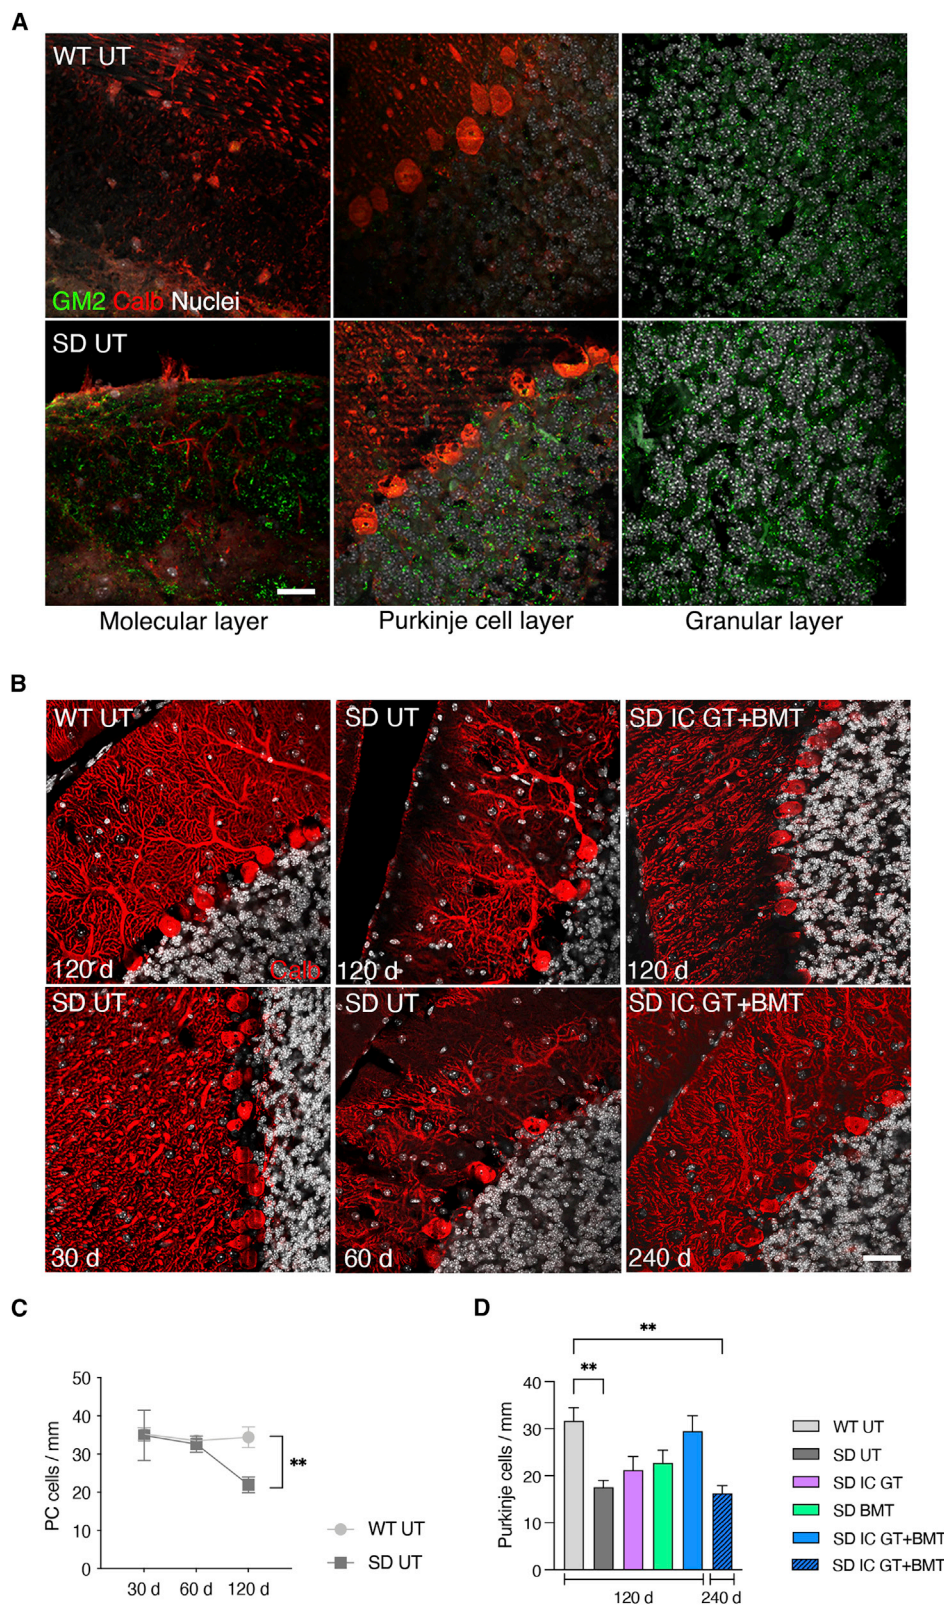 A
WT UT
GM2 Calb Nuclei
SD UT
Molecular layer
Purkinje cell layer
Granular layer
B
WT UT
120 d
Calb
SD UT
120 d
SD IC GT+BMT
120 d
SD UT
30 d
SD UT
60 d
SD IC GT+BMT
240 d
C
PC cells / mm
50
40
30
20
10
0
30 d
60 d
120 d
**
WT UT
SD UT
D
Purkinje cells / mm
40
30
20
10
0
**
**
120 d
240 d
WT UT
SD UT
SD IC GT
SD BMT
SD IC GT+BMT
SD IC GT+BMT